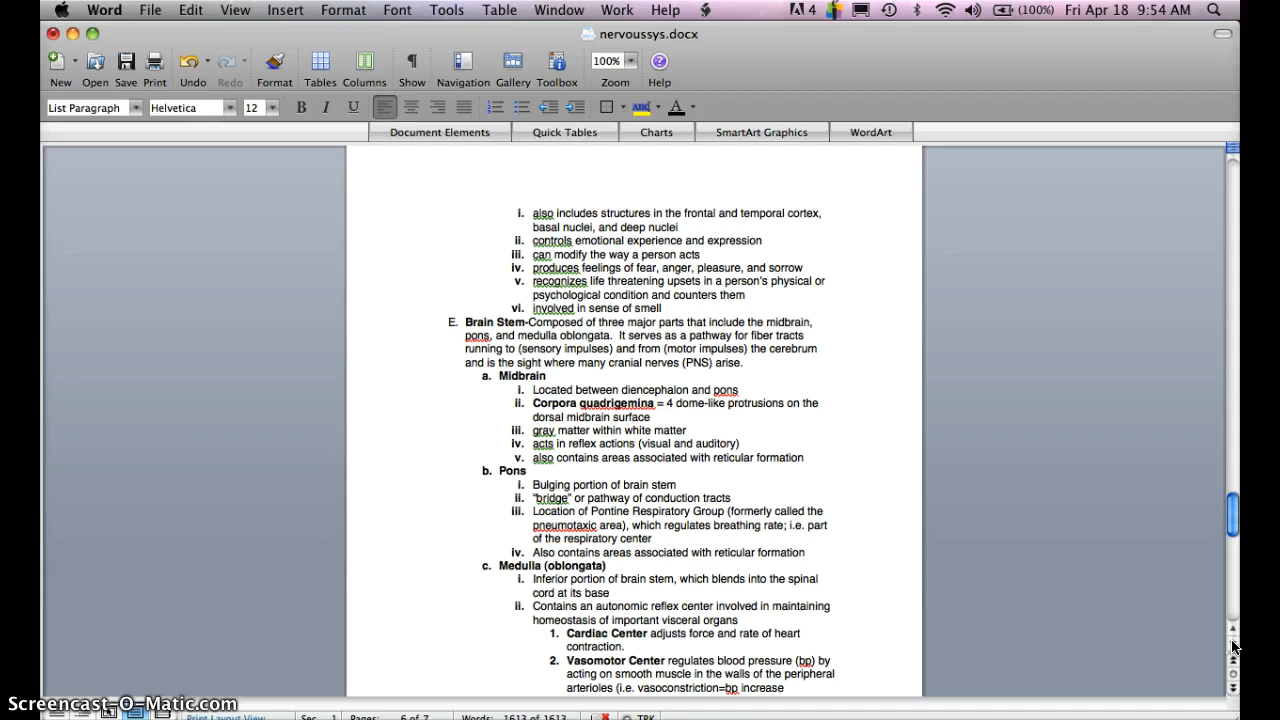 Word File Edit View Insert Format Font Tools Table Window Work Help 4 (100%) Fri Apr 18 9:54 AM
nervoussys.docx
100%
New Open Save Print Undo Redo Format Tables Columns Show Navigation Gallery Toolbox Zoom Help
List Paragraph Helvetica 12 B I U ABC A
Document Elements Quick Tables Charts SmartArt Graphics WordArt
i. also includes structures in the frontal and temporal cortex,
basal nuclei, and deep nuclei
ii. controls emotional experience and expression
iii. can modify the way a person acts
iv. produces feelings of fear, anger, pleasure, and sorrow
v. recognizes life threatening upsets in a person's physical or
psychological condition and counters them
vi. involved in sense of smell
E. Brain Stem-Composed of three major parts that include the midbrain,
pons, and medulla oblongata. It serves as a pathway for fiber tracts
running to (sensory impulses) and from (motor impulses) the cerebrum
and is the sight where many cranial nerves (PNS) arise.
a. Midbrain
i. Located between diencephalon and pons
ii. Corpora quadrigemina = 4 dome-like protrusions on the
dorsal midbrain surface
iii. gray matter within white matter
iv. acts in reflex actions (visual and auditory)
v. also contains areas associated with reticular formation
b. Pons
i. Bulging portion of brain stem
ii. "bridge" or pathway of conduction tracts
iii. Location of Pontine Respiratory Group (formerly called the
pneumotaxic area), which regulates breathing rate; i.e. part
of the respiratory center
iv. Also contains areas associated with reticular formation
c. Medulla (oblongata)
i. Inferior portion of brain stem, which blends into the spinal
cord at its base
ii. Contains an autonomic reflex center involved in maintaining
homeostasis of important visceral organs
1. Cardiac Center adjusts force and rate of heart
contraction.
2. Vasomotor Center regulates blood pressure (bp) by
acting on smooth muscle in the walls of the peripheral
arterioles (i.e. vasoconstriction=bp increase
Screencast-O-Matic.com
Print Layout View Sec 1 Pages: 6 of 7 Words: 1613 of 1613 TRK